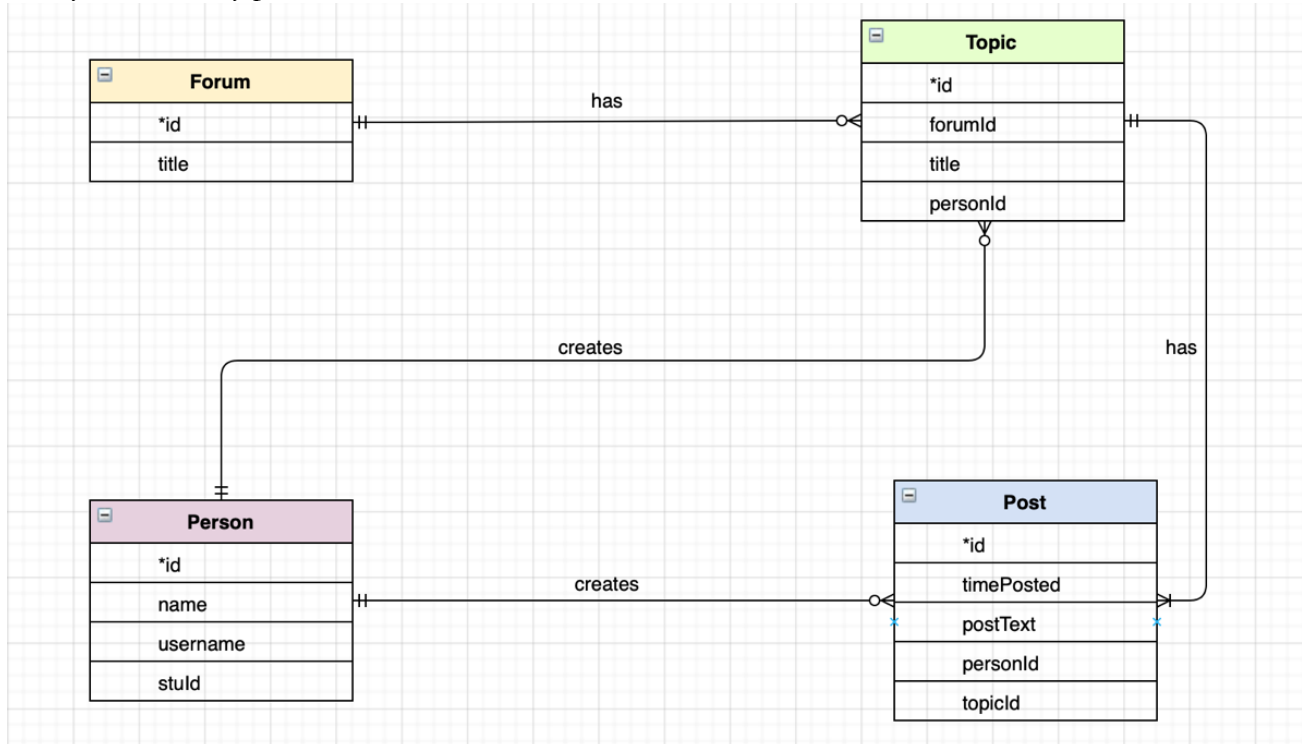 Forum
*id
title
has
Topic
*id
forumId
title
personId
creates
has
Person
*id
name
username
stuId
creates
Post
*id
timePosted
postText
personId
topicId